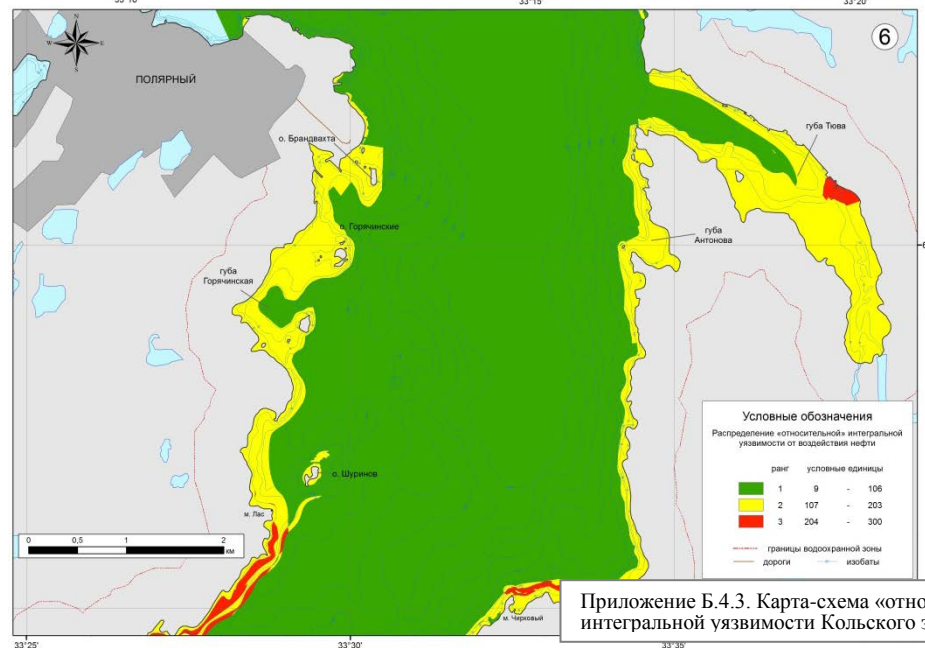 33°15'
33°20'
6
N
W
E
S
ПОЛЯРНЫЙ
о. Брандвахта
губа Тюва
о. Горячинские
губа
Антонова
губа
Горячинская
о. Шуринов
м. Лас
0 0,5 1 2
км
м. Чирковый
Условные обозначения
Распределение «относительной» интегральной
уязвимости от воздействия нефти
ранг условные единицы
1 9 - 106
2 107 - 203
3 204 - 300
границы водоохранной зоны
дороги изобаты
Приложение Б.4.3. Карта-схема «отно
интегральной уязвимости Кольского з
33°25'
33°30'
33°35'